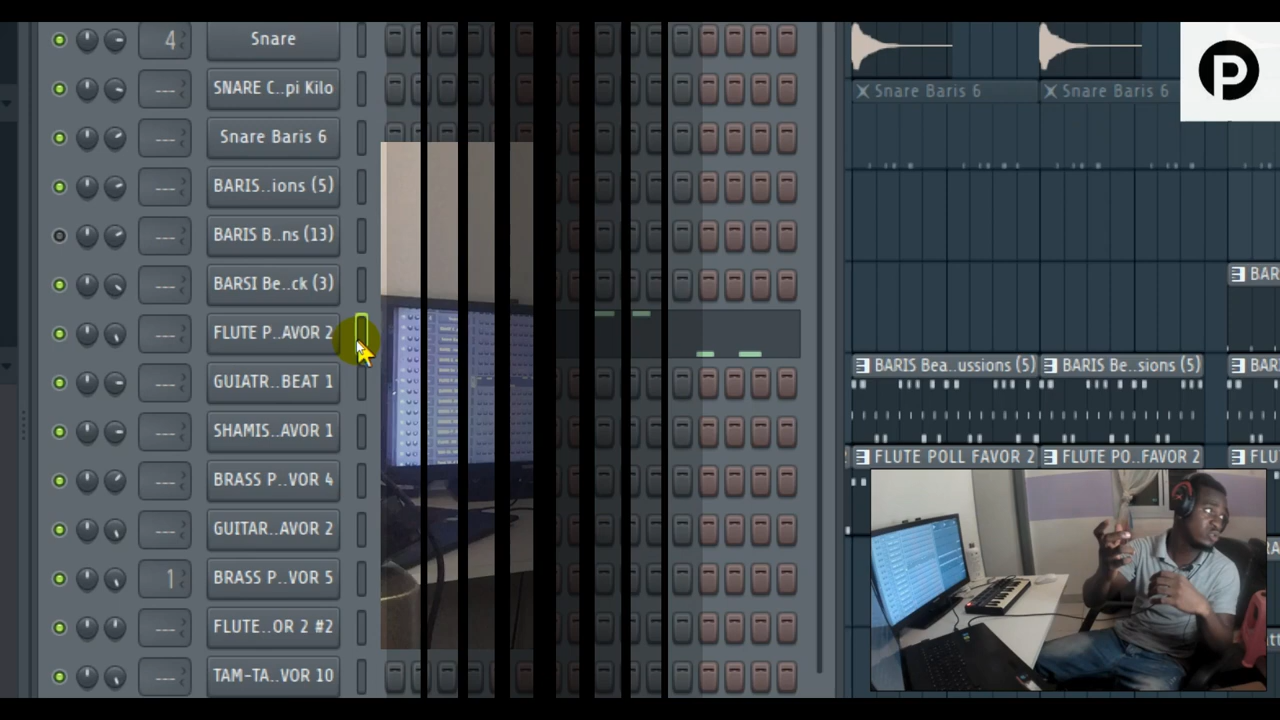 4
Snare
---
SNARE C..pi Kilo
---
Snare Baris 6
---
BARIS..ions (5)
---
BARIS B..ns (13)
---
BARSI Be..ck (3)
---
FLUTE P..AVOR 2
---
GUIATR..BEAT 1
---
SHAMIS..AVOR 1
---
BRASS P..VOR 4
---
GUITAR..AVOR 2
1
BRASS P..VOR 5
---
FLUTE..OR 2 #2
---
TAM-TA..VOR 10
P
Snare Baris 6
Snare Baris 6
BAR
BARIS Bea..ussions (5)
BARIS Be..sions (5)
BAR
FLUTE POLL FAVOR 2
FLUTE PO..FAVOR 2
FLU